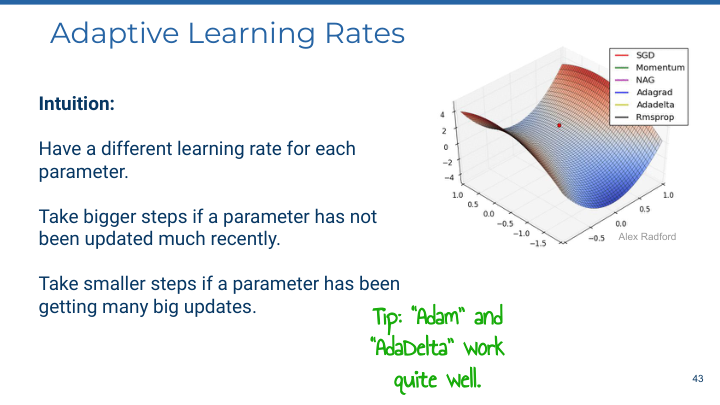 Adaptive Learning Rates
Intuition:
Have a different learning rate for each
parameter.
Take bigger steps if a parameter has not
been updated much recently.
Take smaller steps if a parameter has been
getting many big updates.
Tip: "Adam" and
"AdaDelta" work
quite well.
SGD
Momentum
NAG
Adagrad
Adadelta
Rmsprop
4
2
0
−2
−4
1.0
0.5
0.0
−0.5
−1.0
−1.5
−0.5
0.0
0.5
1.0
Alec Radford
43